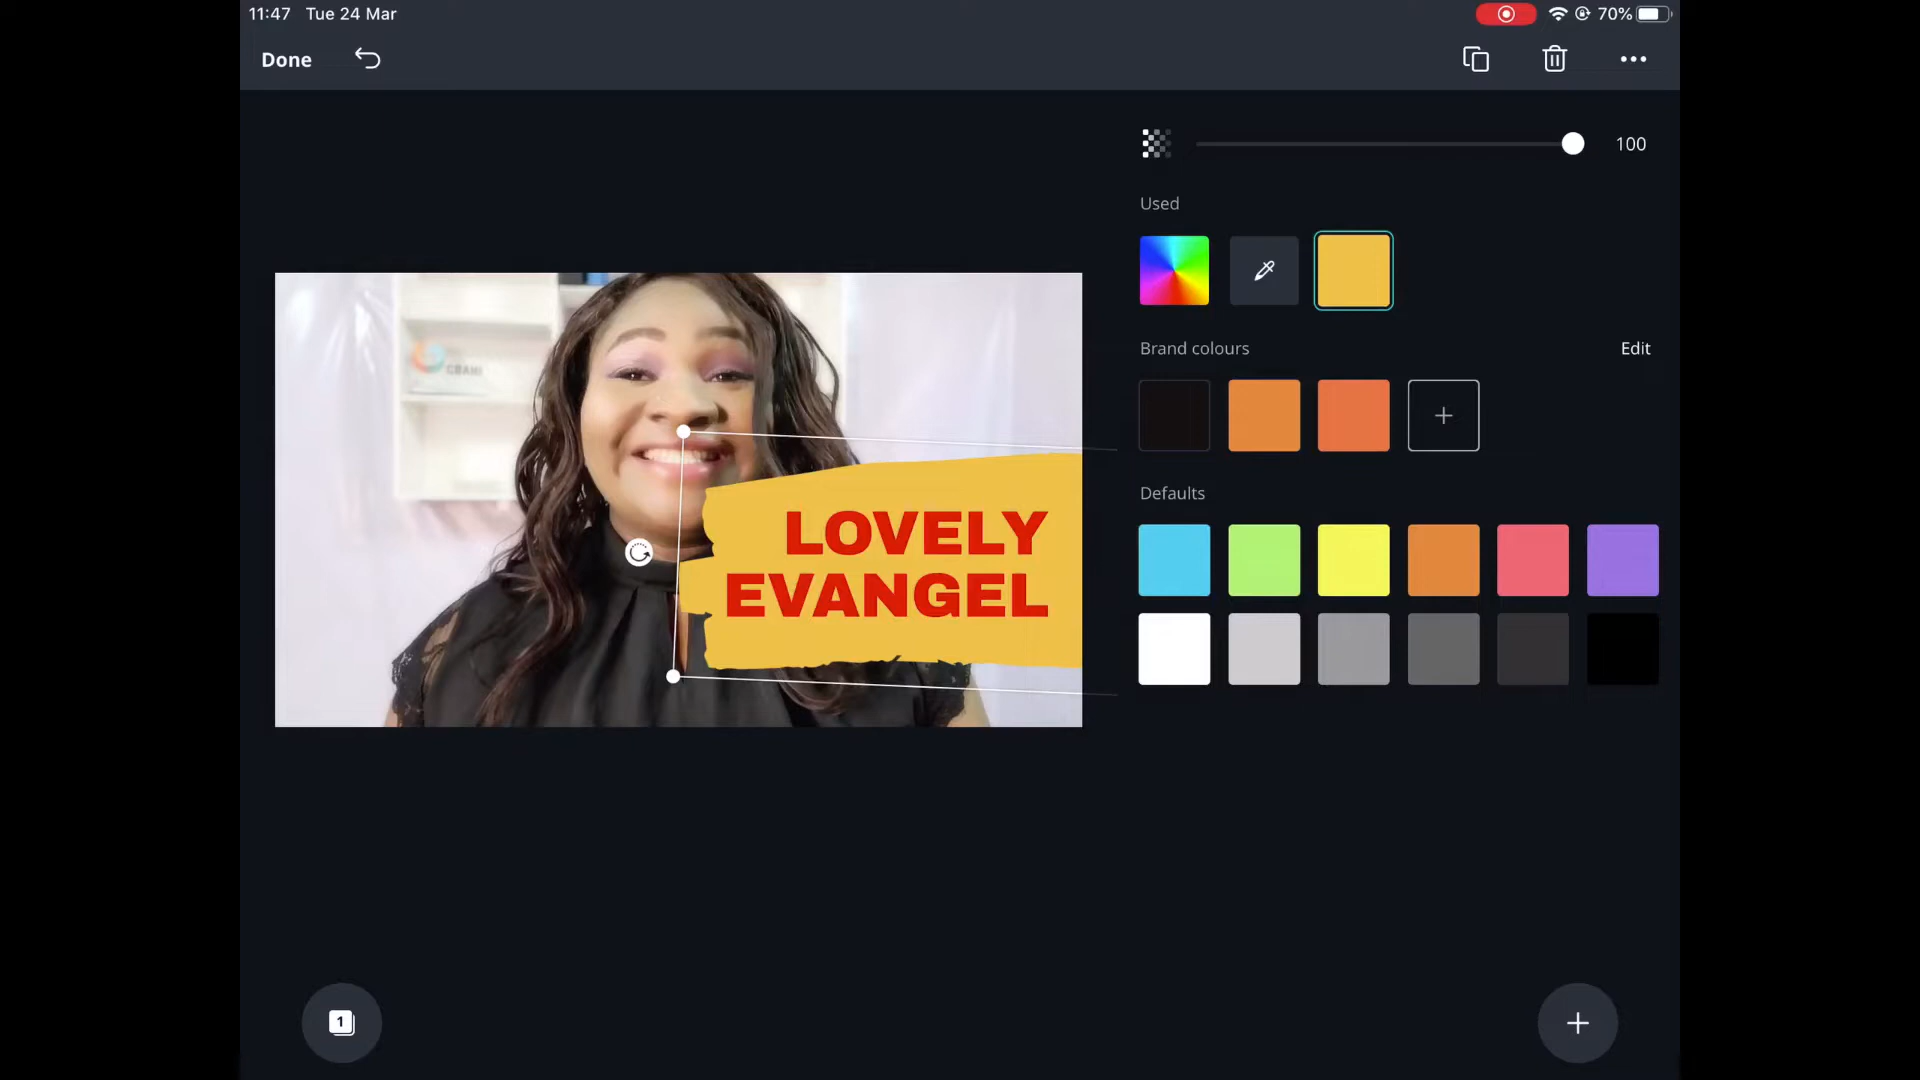 11:47 Tue 24 Mar
70%
Done
100
Used
Brand colours
Edit
LOVELY
EVANGEL
Defaults
1